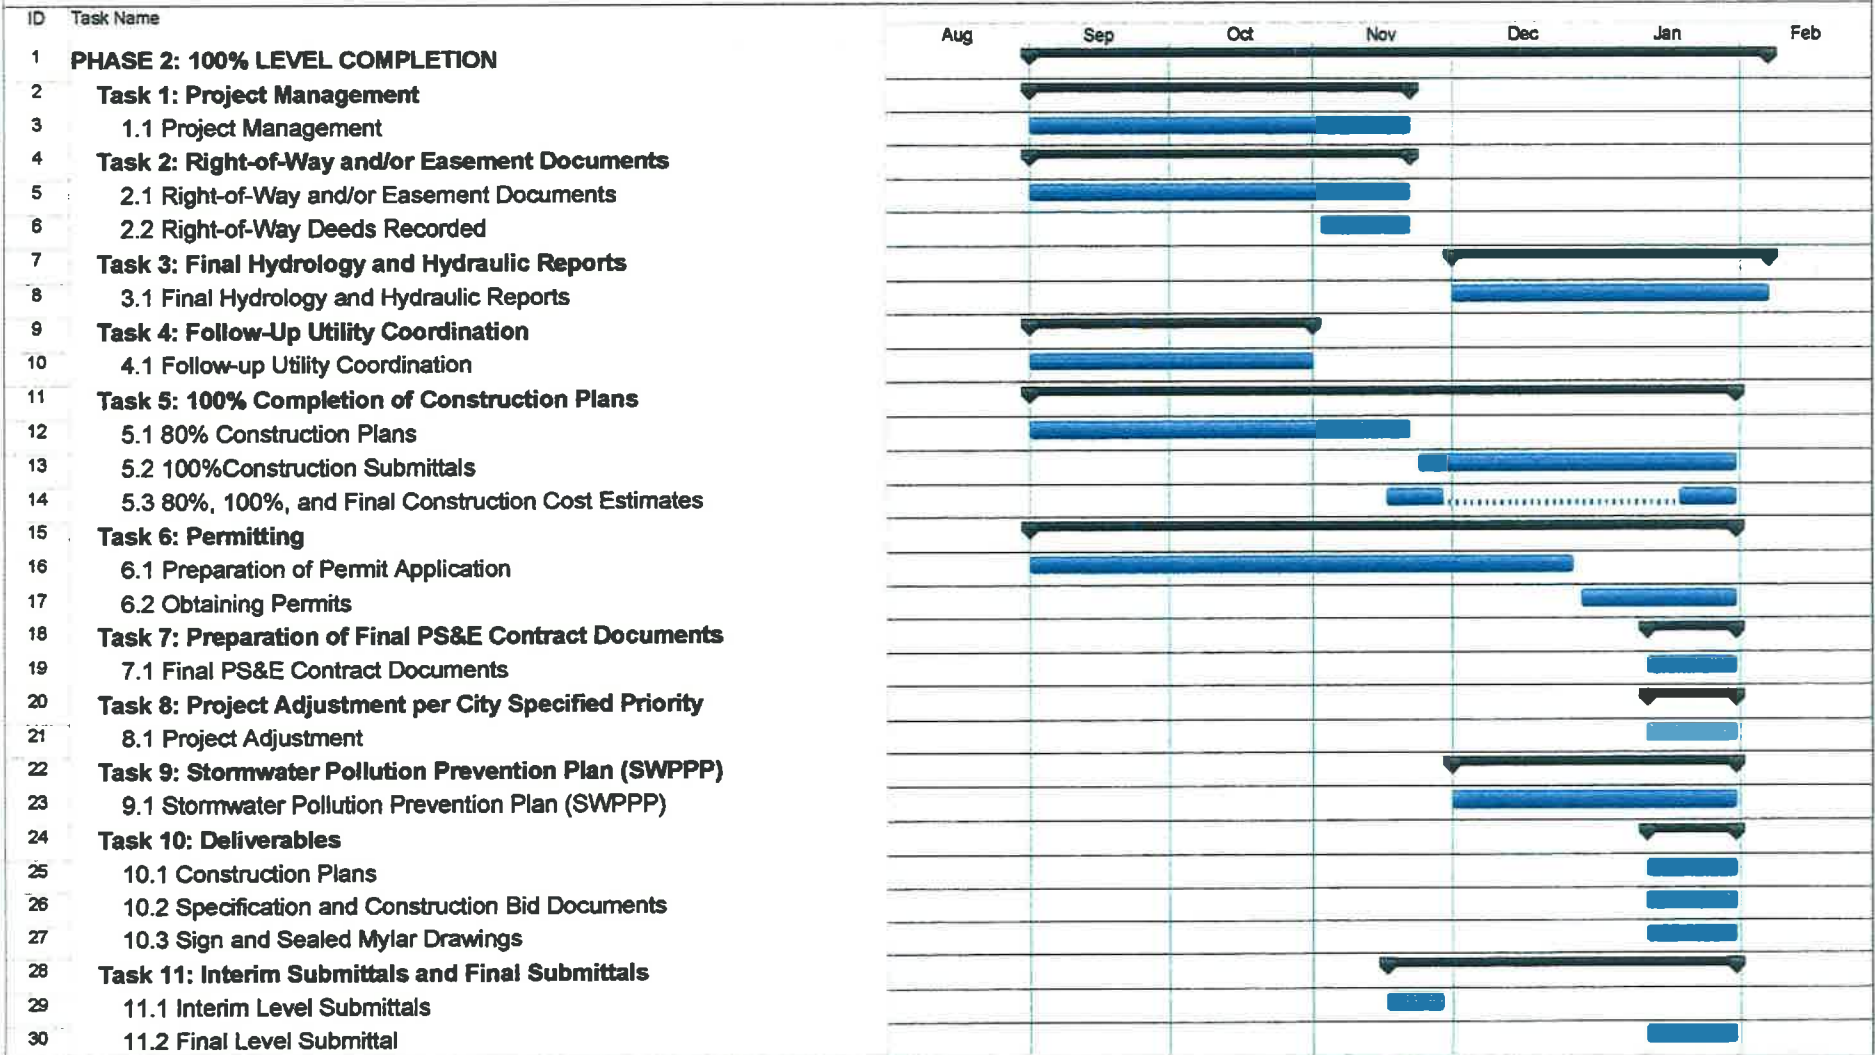 ID Task Name
Aug Sep Oct Nov Dec Jan Feb
1 PHASE 2: 100% LEVEL COMPLETION
2 Task 1: Project Management
3 1.1 Project Management
4 Task 2: Right-of-Way and/or Easement Documents
5 2.1 Right-of-Way and/or Easement Documents
6 2.2 Right-of-Way Deeds Recorded
7 Task 3: Final Hydrology and Hydraulic Reports
8 3.1 Final Hydrology and Hydraulic Reports
9 Task 4: Follow-Up Utility Coordination
10 4.1 Follow-up Utility Coordination
11 Task 5: 100% Completion of Construction Plans
12 5.1 80% Construction Plans
13 5.2 100%Construction Submittals
14 5.3 80%, 100%, and Final Construction Cost Estimates
15 Task 6: Permitting
16 6.1 Preparation of Permit Application
17 6.2 Obtaining Permits
18 Task 7: Preparation of Final PS&E Contract Documents
19 7.1 Final PS&E Contract Documents
20 Task 8: Project Adjustment per City Specified Priority
21 8.1 Project Adjustment
22 Task 9: Stormwater Pollution Prevention Plan (SWPPP)
23 9.1 Stormwater Pollution Prevention Plan (SWPPP)
24 Task 10: Deliverables
25 10.1 Construction Plans
26 10.2 Specification and Construction Bid Documents
27 10.3 Sign and Sealed Mylar Drawings
28 Task 11: Interim Submittals and Final Submittals
29 11.1 Interim Level Submittals
30 11.2 Final Level Submittal